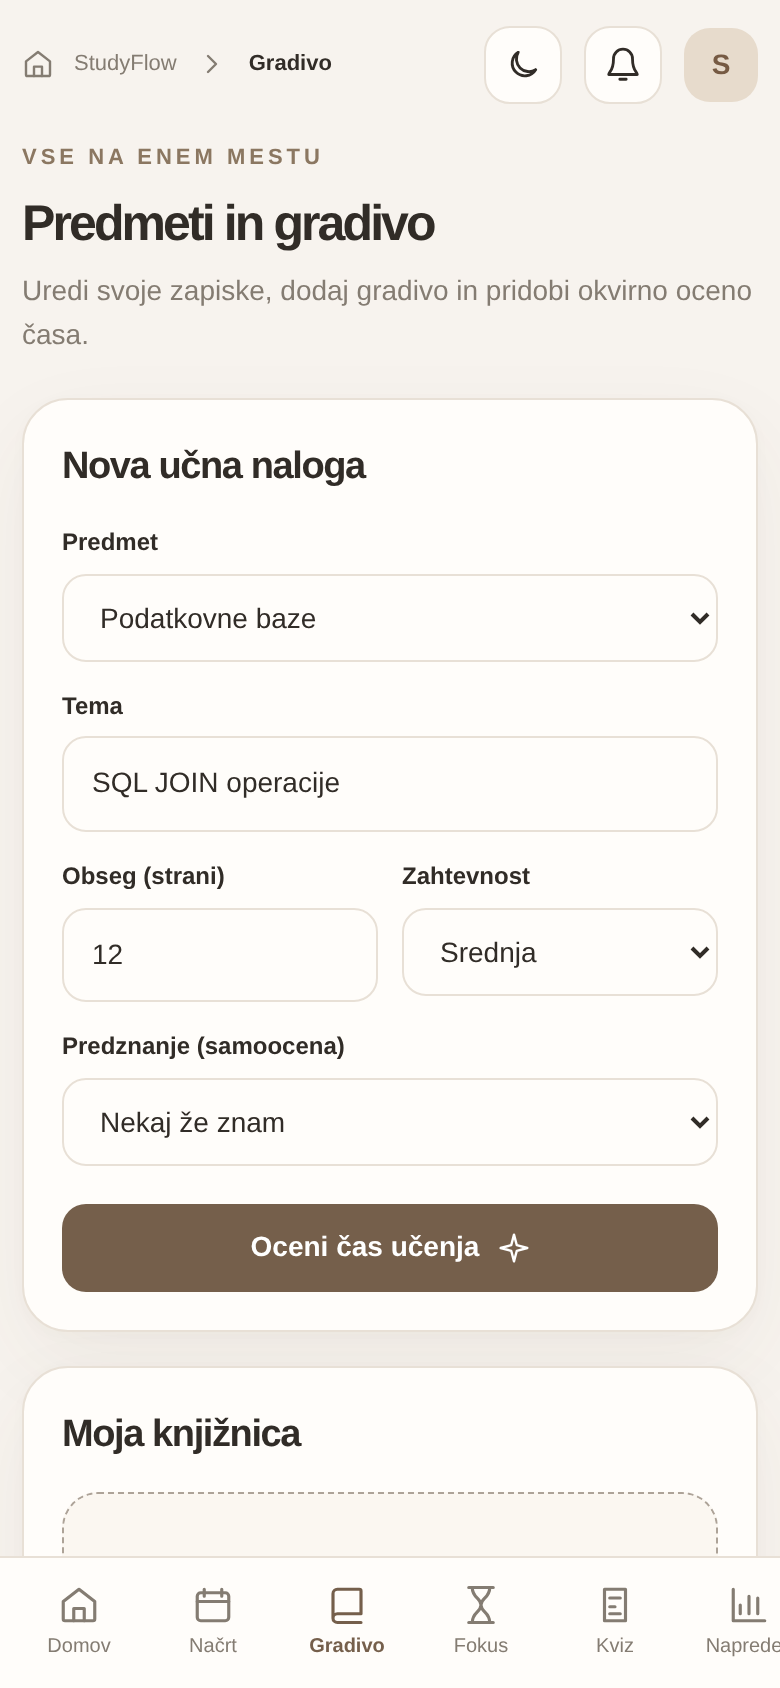 StudyFlow > Gradivo
S
VSE NA ENEM MESTU
Predmeti in gradivo
Uredi svoje zapiske, dodaj gradivo in pridobi okvirno oceno
časa.
Nova učna naloga
Predmet
Podatkovne baze
Tema
SQL JOIN operacije
Obseg (strani)
Zahtevnost
12
Srednja
Predznanje (samoocena)
Nekaj že znam
Oceni čas učenja
Moja knjižnica
Domov
Načrt
Gradivo
Fokus
Kviz
Naprede